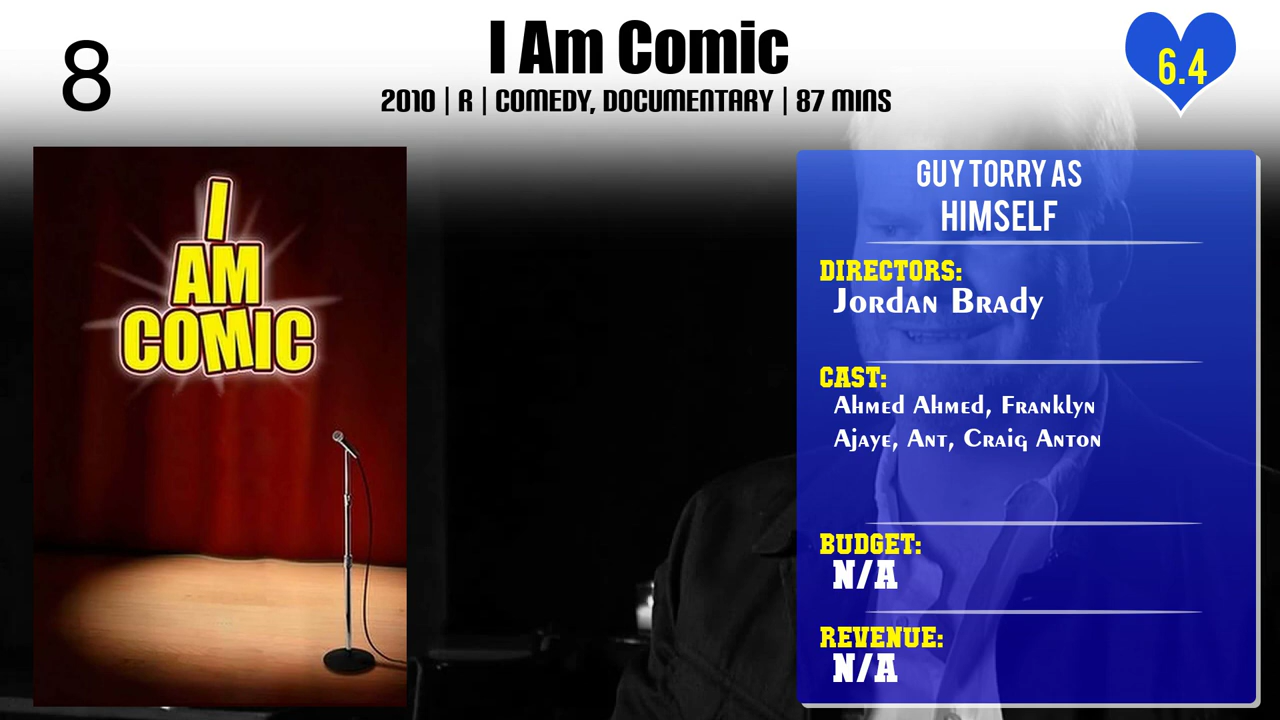 8
I Am Comic
2010 | R | COMEDY, DOCUMENTARY | 87 MINS
6.4
I
AM
COMIC
GUY TORRY AS
HIMSELF
DIRECTORS:
Jordan Brady
CAST:
Ahmed Ahmed, Franklyn
Ajaye, Ant, Craig Anton
BUDGET:
N/A
REVENUE:
N/A